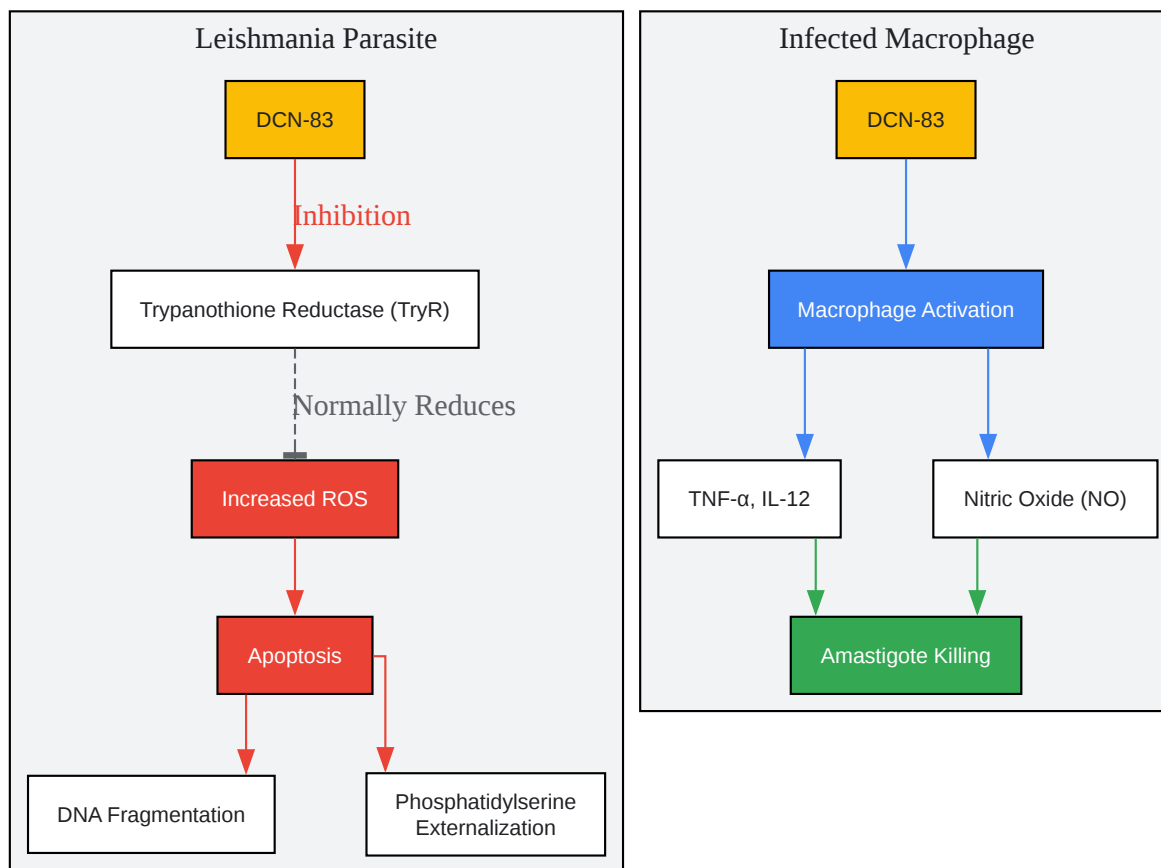 Leishmania Parasite
DCN-83
Inhibition
Trypanothione Reductase (TryR)
Normally Reduces
Increased ROS
Apoptosis
DNA Fragmentation
Phosphatidylserine
Externalization
Infected Macrophage
DCN-83
Macrophage Activation
TNF-α, IL-12
Nitric Oxide (NO)
Amastigote Killing